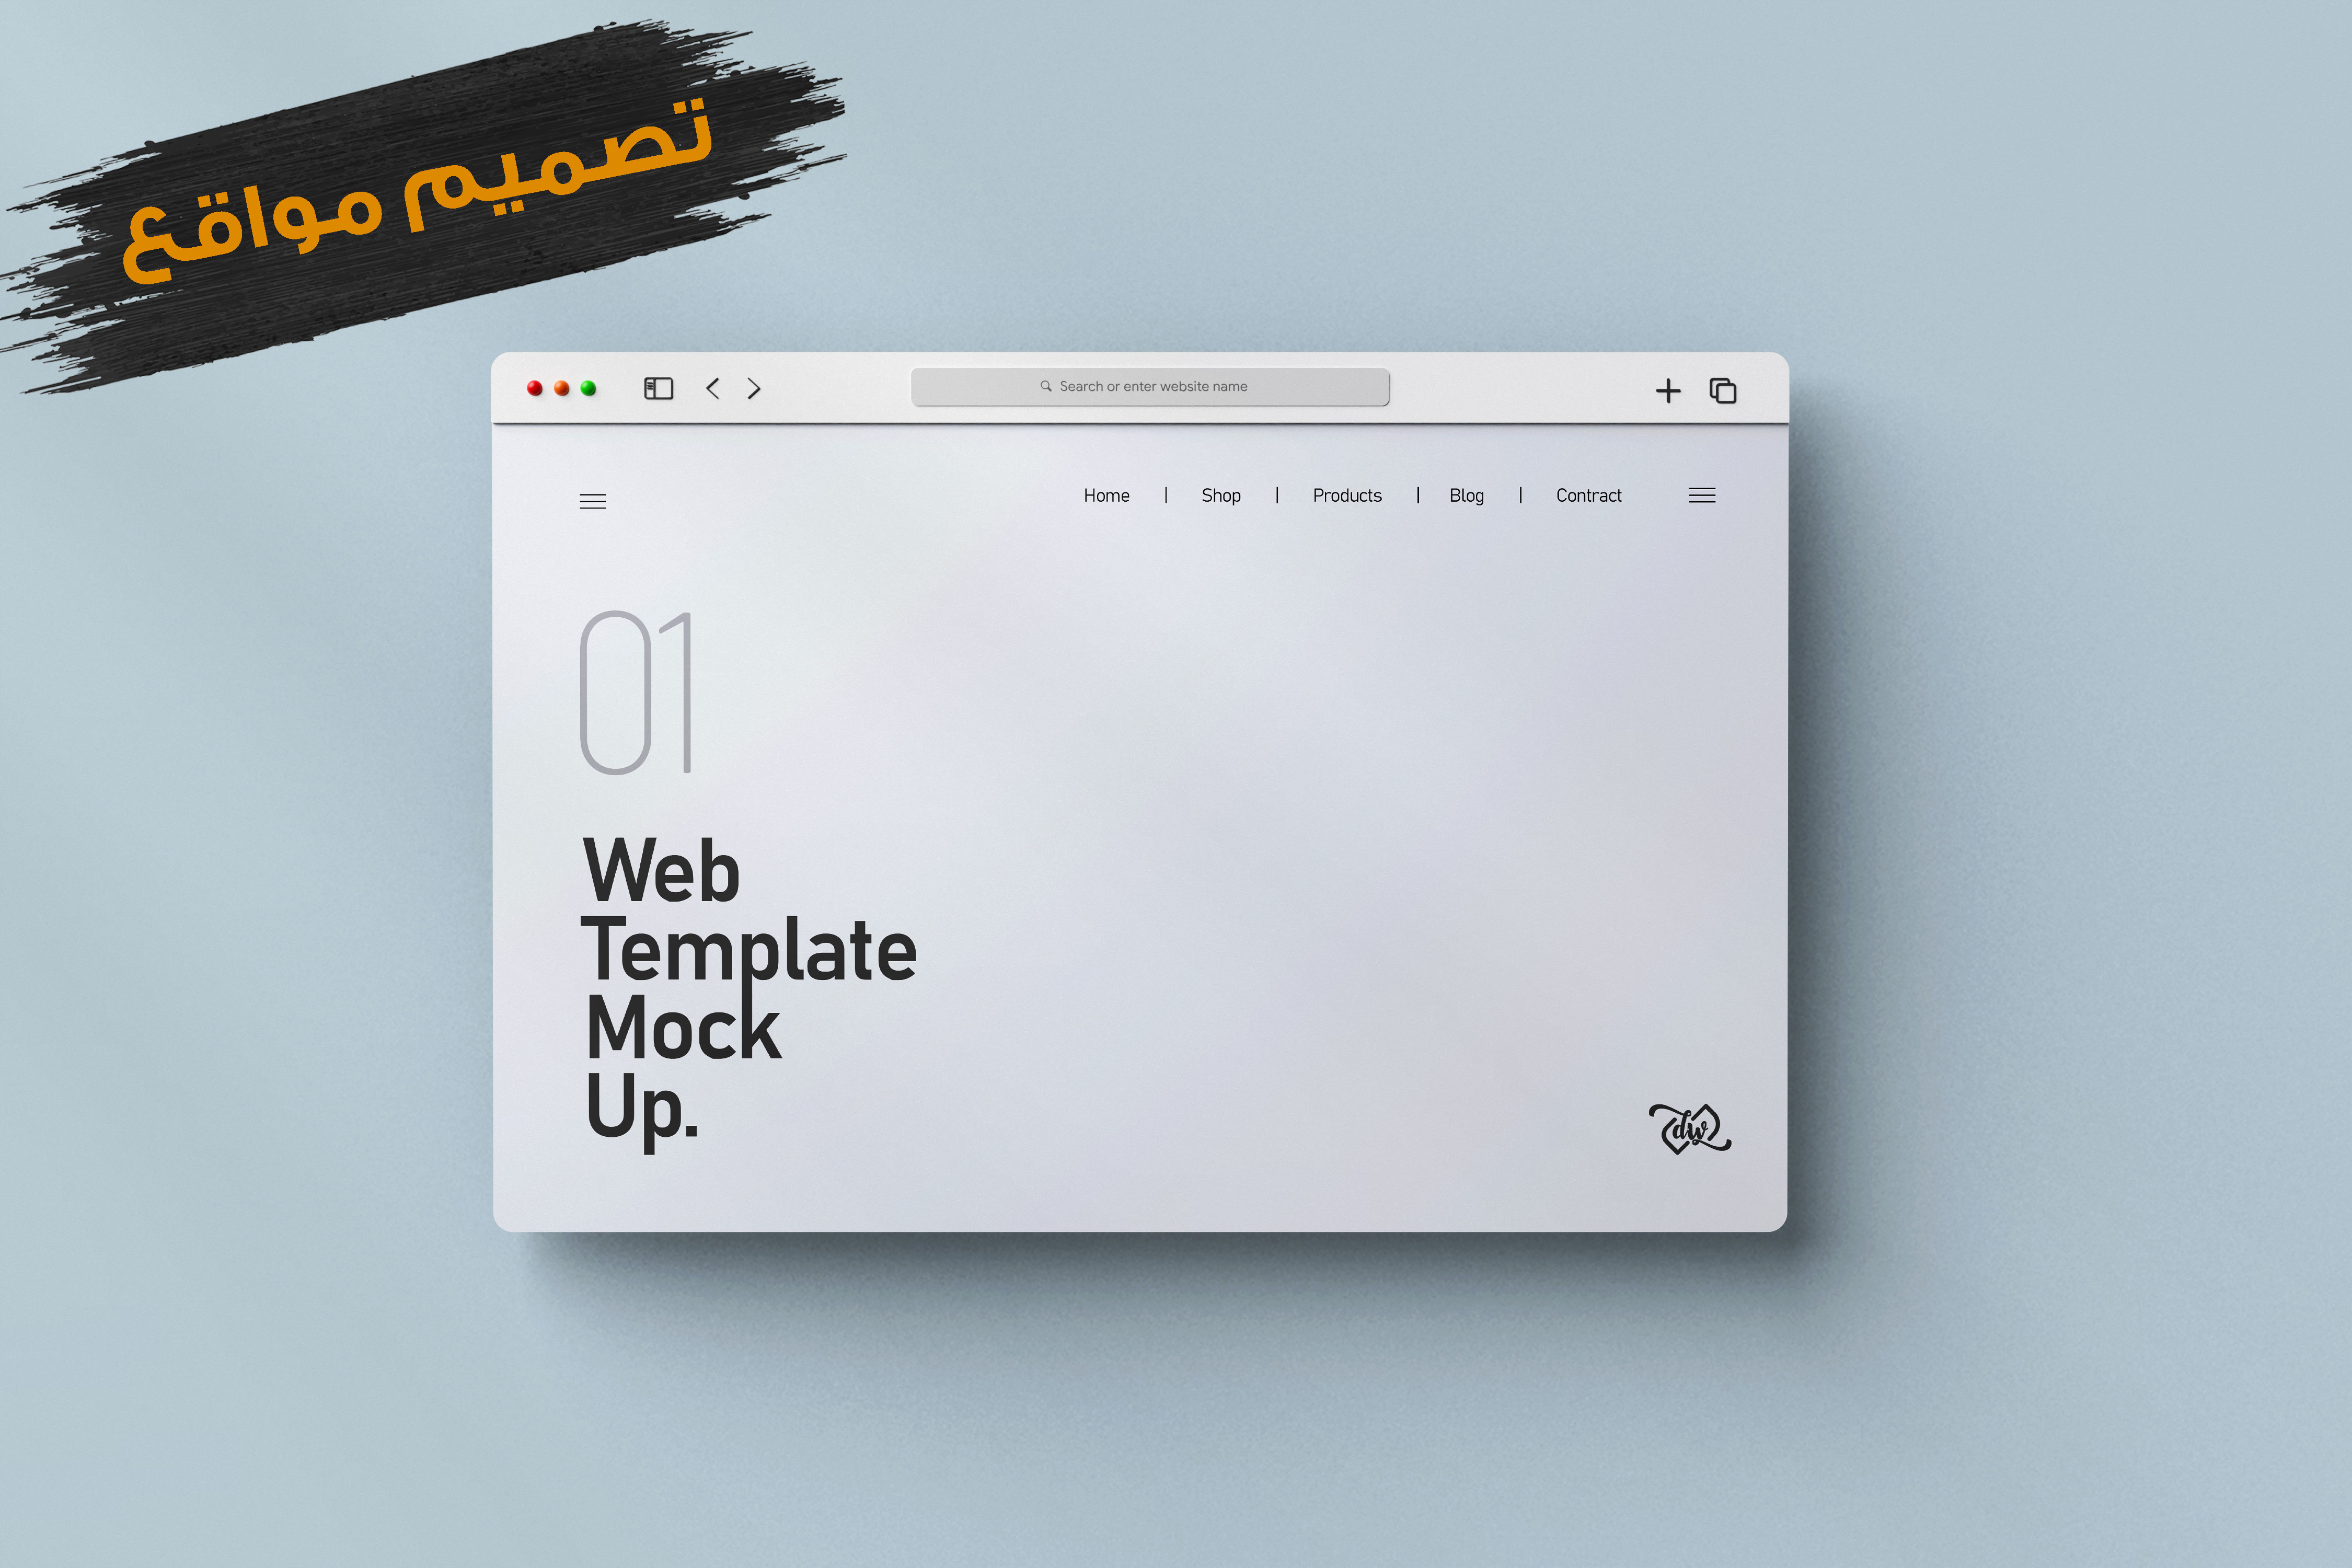 تصميم مواقع
Search or enter website name
Home | Shop | Products | Blog | Contract
01
Web
Template
Mock
Up.
dw